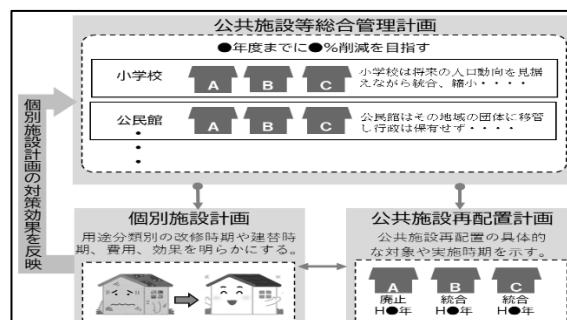 公共施設等総合管理計画
●年度までに●%削減を目指す
小学校
A B C
小学校は将来の人口動向を見据
えながら統合、縮小・・・・
公民館
A B C
公民館はその地域の団体に移管
し行政は保有せず・・・・
個別施設計画の対策効果を反映
個別施設計画
用途分類別の改修時期や建替時
期、費用、効果を明らかにする。
公共施設再配置計画
公共施設再配置の具体的
な対象や実施時期を示す。
A B C
廃止 統合 統合
H●年 H●年 H●年